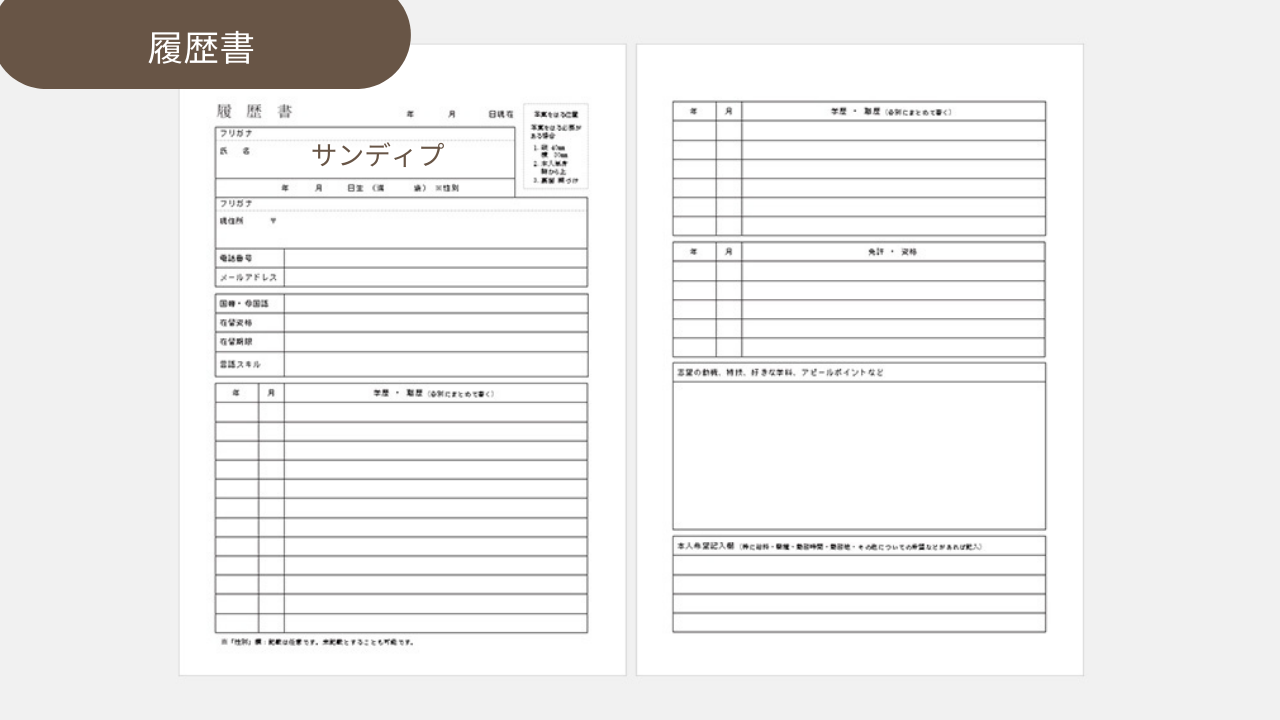 履歴書
履 歴 書
年 月 日現在
写真をはる位置
写真をはる必要が
ある場合
1. 縦 40mm
横 30mm
2. 本人単身
胸から上
3. 裏面 糊づけ
フリガナ
氏 名
サンディプ
年 月 日生 (満 歳) ※性別
フリガナ
現住所 〒
電話番号
メールアドレス
国籍・母国語
在留資格
在留期限
言語スキル
年 月 学歴 ・ 職歴 (各別にまとめて書く)
※「性別」欄:記載は任意です。未記載とすることも可能です。
年 月 学歴 ・ 職歴 (各別にまとめて書く)
年 月 免許 ・ 資格
志望の動機、特技、好きな学科、アピールポイントなど
本人希望記入欄 (特に給料・職種・勤務時間・勤務地・その他についての希望などがあれば記入)